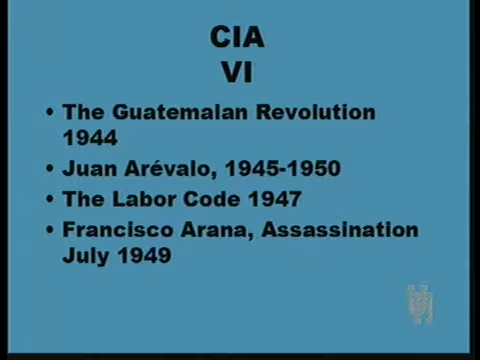 CIA
VI
• The Guatemalan Revolution
1944
• Juan Arévalo, 1945-1950
• The Labor Code 1947
• Francisco Arana, Assassination
July 1949